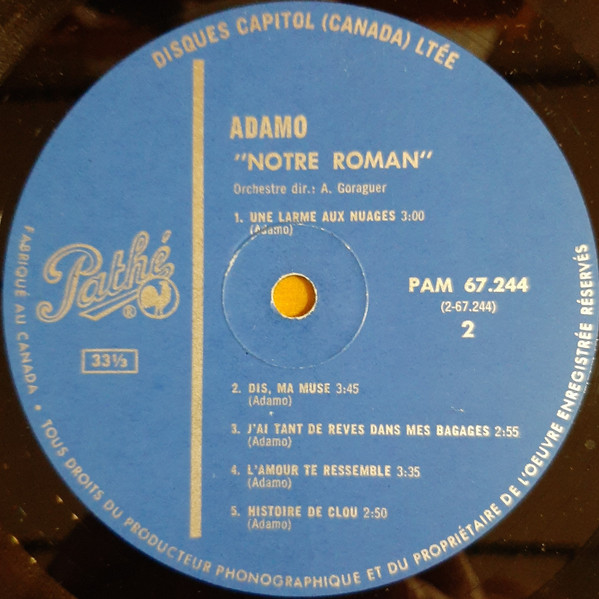 DISQUES CAPITOL (CANADA) LTÉE
ADAMO
"NOTRE ROMAN"
Orchestre dir.: A. Goraguer
1. UNE LARME AUX NUAGES 3:00
(Adamo)
Pathé
®
33⅓
PAM 67.244
(2-67.244)
2
2. DIS, MA MUSE 3:45
(Adamo)
3. J'AI TANT DE REVES DANS MES BAGAGES 2:55
(Adamo)
4. L'AMOUR TE RESSEMBLE 3:35
(Adamo)
5. HISTOIRE DE CLOU 2:50
(Adamo)
FABRIQUÉ AU CANADA • TOUS DROITS DU PRODUCTEUR PHONOGRAPHIQUE ET DU PROPRIÉTAIRE DE L'OEUVRE ENREGISTRÉE RÉSERVÉS